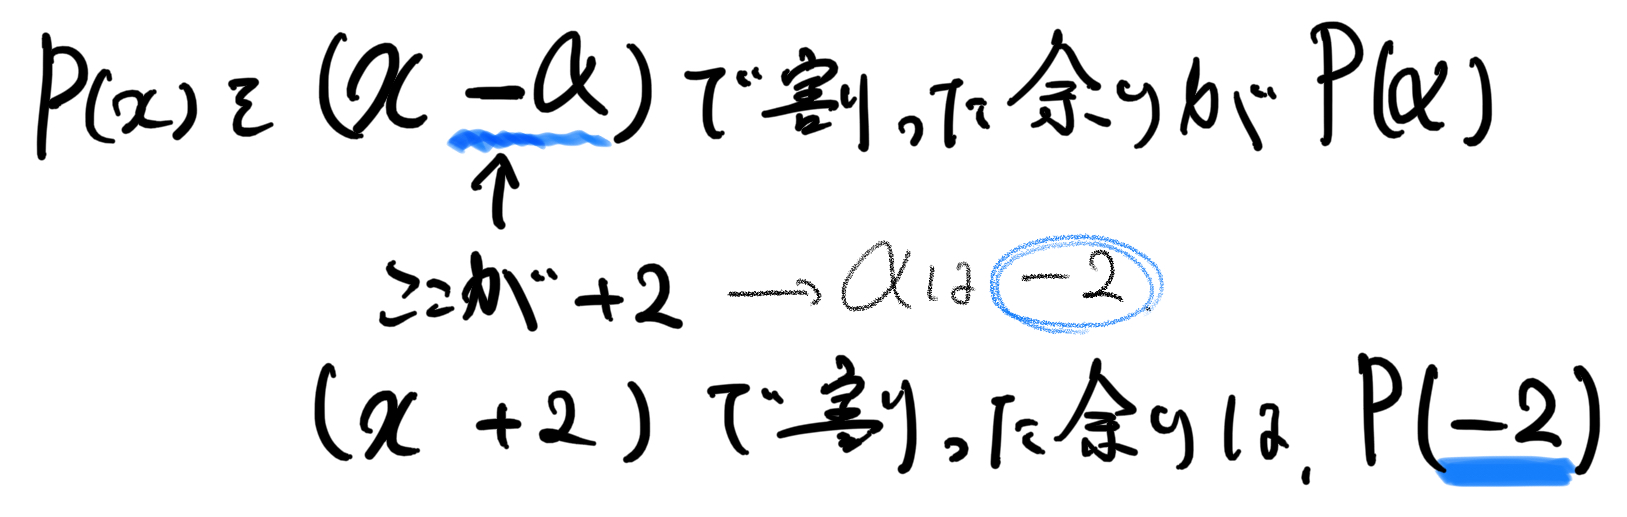 P(x)を(x-α)で割った余りがP(α)
↑
ここが+2 → αは -2
(x+2)で割った余りは, P(-2)